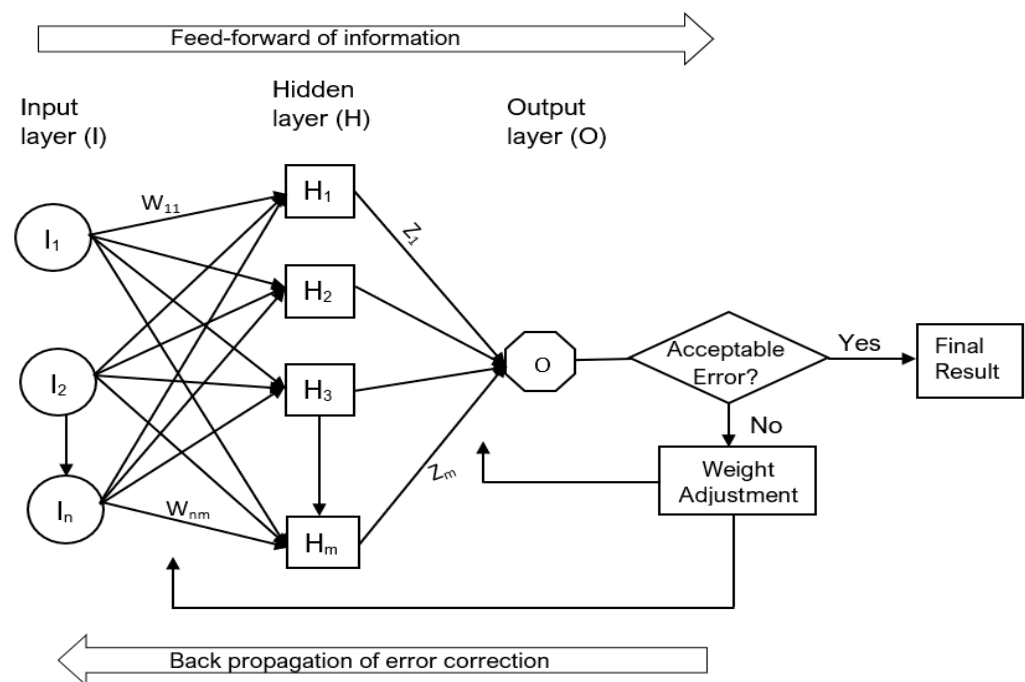 Feed-forward of information
Input
layer (I)
Hidden
layer (H)
Output
layer (O)
I₁
I₂
Iₙ
W₁₁
Wₙₘ
H₁
H₂
H₃
Hₘ
Z₁
Zₘ
O
Acceptable
Error?
Yes
Final
Result
No
Weight
Adjustment
Back propagation of error correction